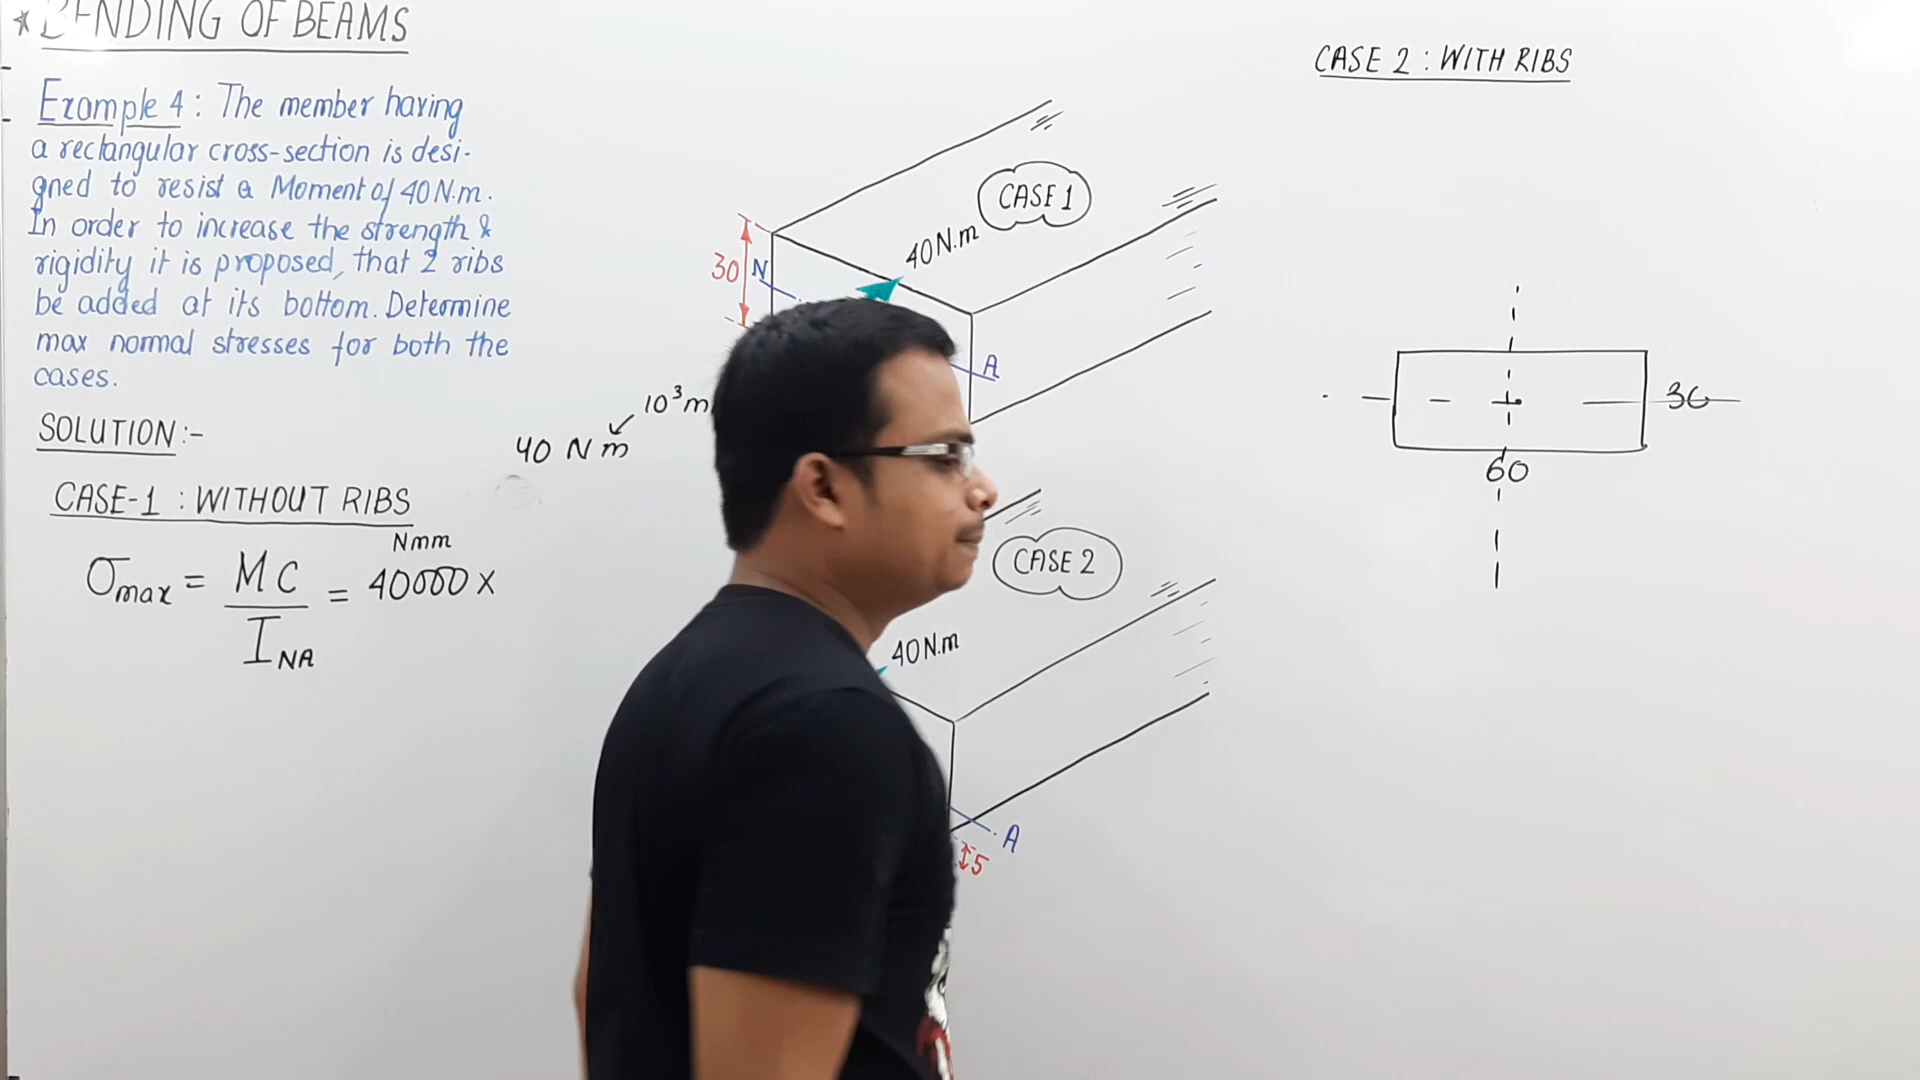 * BENDING OF BEAMS
Example 4 : The member having
a rectangular cross-section is desi-
gned to resist a Moment of 40 N.m.
In order to increase the strength &
rigidity it is proposed, that 2 ribs
be added at its bottom. Determine
max normal stresses for both the
cases.
SOLUTION :-
CASE-1 : WITHOUT RIBS
Nmm
σmax = MC / INA = 40000 x
10³m
40 N m
CASE 1
40 N.m
30
N
A
CASE 2
40 N.m
A
5
CASE 2 : WITH RIBS
30
60